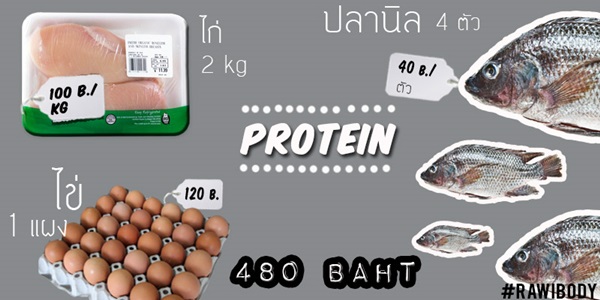 ไก่
2 kg
100 B./
KG
ปลานิล 4 ตัว
40 B./
ตัว
PROTEIN
ไข่
1 แผง
120 B.
480 BAHT
#RAWIBODY